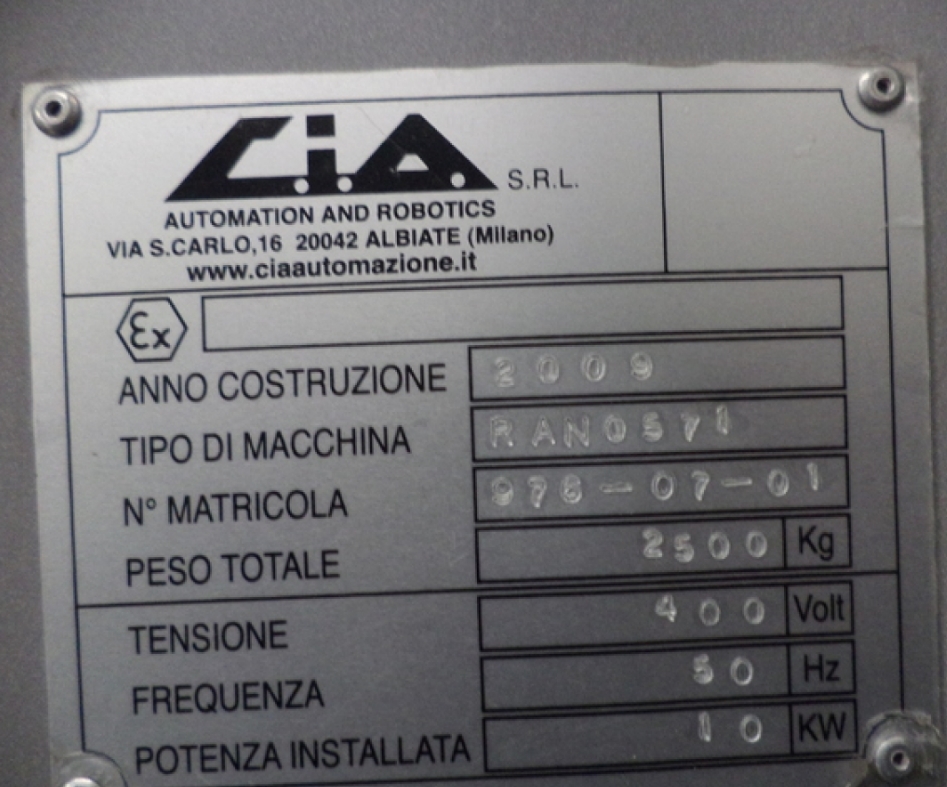 C.i.A. S.R.L.
AUTOMATION AND ROBOTICS
VIA S.CARLO,16 20042 ALBIATE (Milano)
www.ciaautomazione.it
Ex
ANNO COSTRUZIONE 2009
TIPO DI MACCHINA RAN0571
N° MATRICOLA 976-07-01
PESO TOTALE 2500 Kg
TENSIONE 400 Volt
FREQUENZA 50 Hz
POTENZA INSTALLATA 10 KW